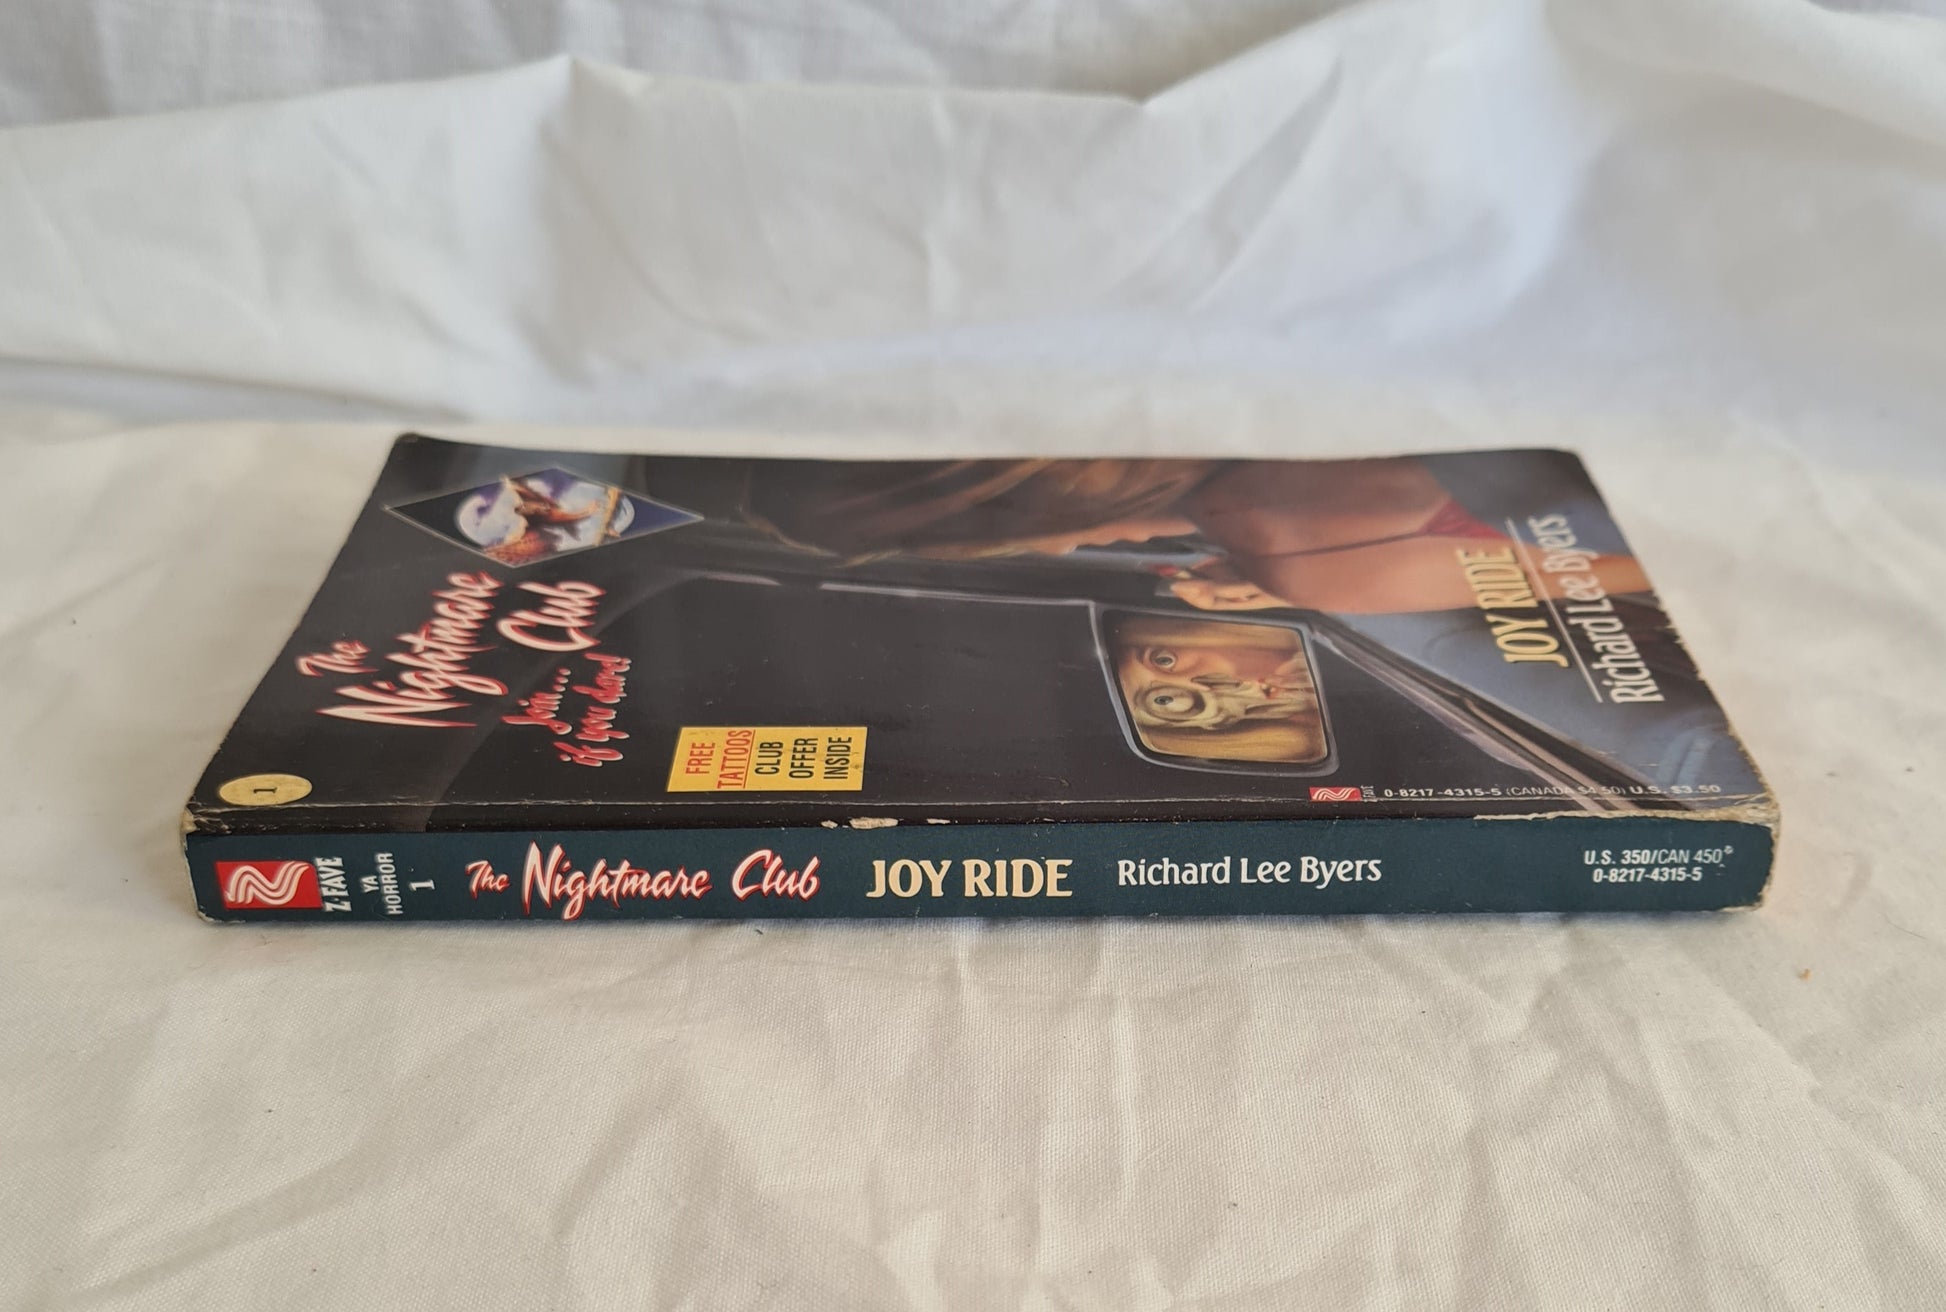 The
Nightmare
Club
Join...
if you dare!
1
FREE
TATTOOS
CLUB
OFFER
INSIDE
JOY RIDE
Richard Lee Byers
0-8217-4315-5 (CANADA $4.50) U.S. $3.50
Z·FAVE
YA
HORROR
1
The Nightmare Club JOY RIDE Richard Lee Byers
U.S. 350/CAN 450
0-8217-4315-5